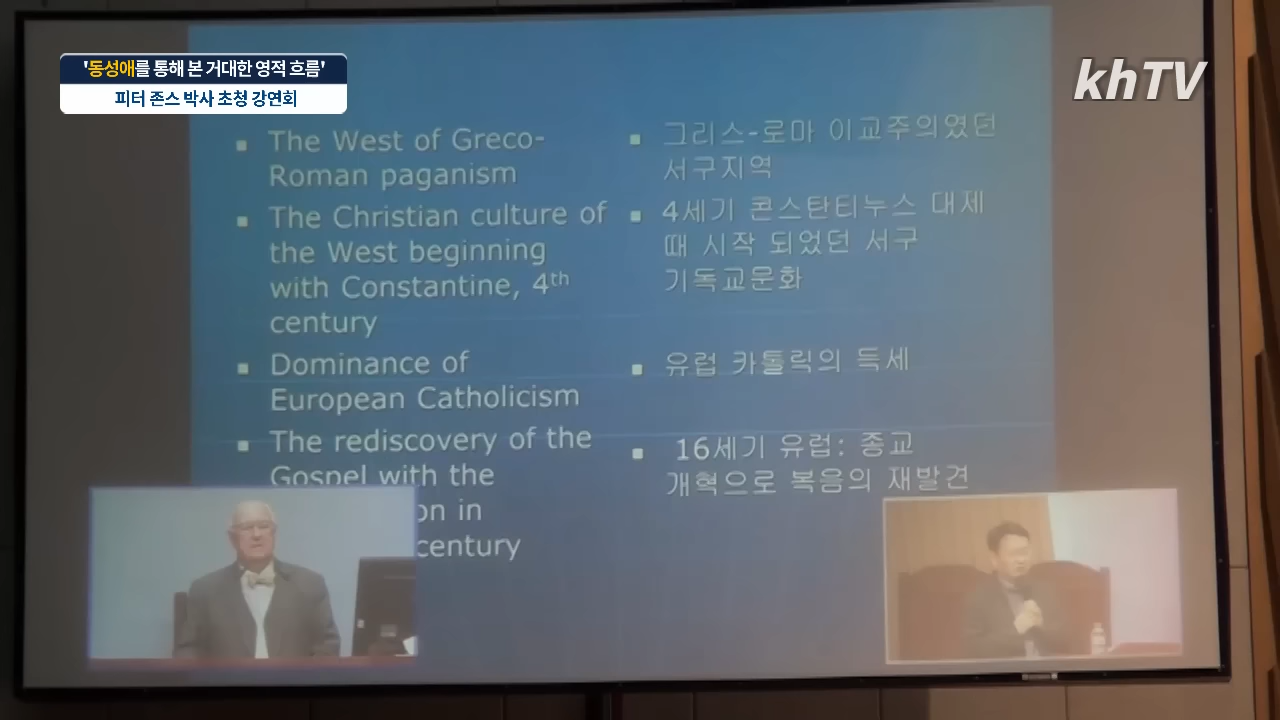 '동성애를 통해 본 거대한 영적 흐름'
피터 존스 박사 초청 강연회
khTV
The West of Greco-
Roman paganism
The Christian culture of
the West beginning
with Constantine, 4th
century
Dominance of
European Catholicism
The rediscovery of the
Gospel with the
on in
century
그리스-로마 이교주의였던
서구지역
4세기 콘스탄티누스 대제
때 시작 되었던 서구
기독교문화
유럽 카톨릭의 득세
16세기 유럽: 종교
개혁으로 복음의 재발견